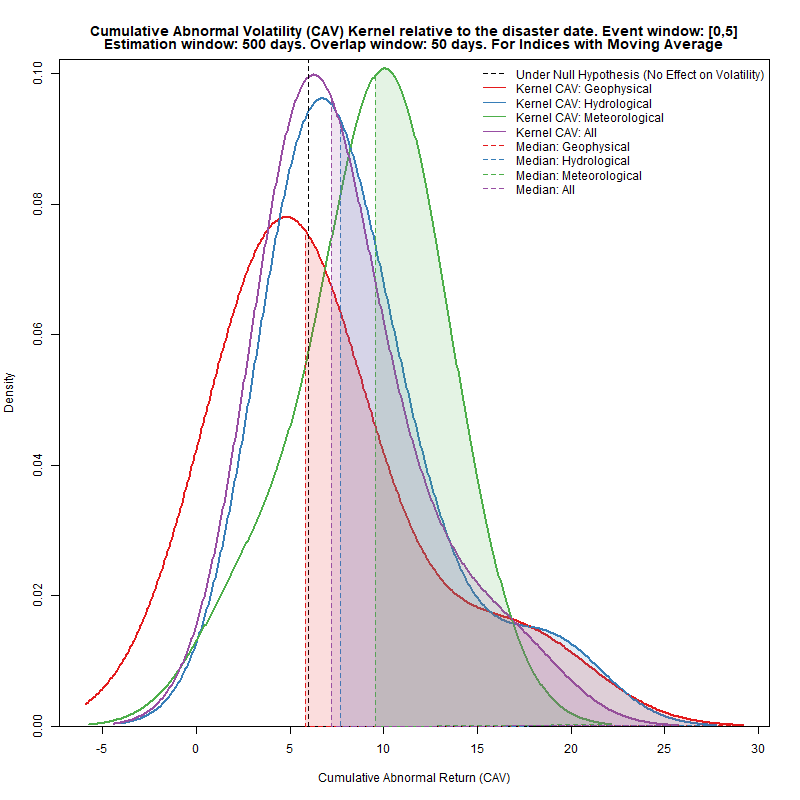 Cumulative Abnormal Volatility (CAV) Kernel relative to the disaster date. Event window: [0,5]
Estimation window: 500 days. Overlap window: 50 days. For Indices with Moving Average
Under Null Hypothesis (No Effect on Volatility)
Kernel CAV: Geophysical
Kernel CAV: Hydrological
Kernel CAV: Meteorological
Kernel CAV: All
Median: Geophysical
Median: Hydrological
Median: Meteorological
Median: All
Density
0.10
0.08
0.06
0.04
0.02
0.00
-5 0 5 10 15 20 25 30
Cumulative Abnormal Return (CAV)